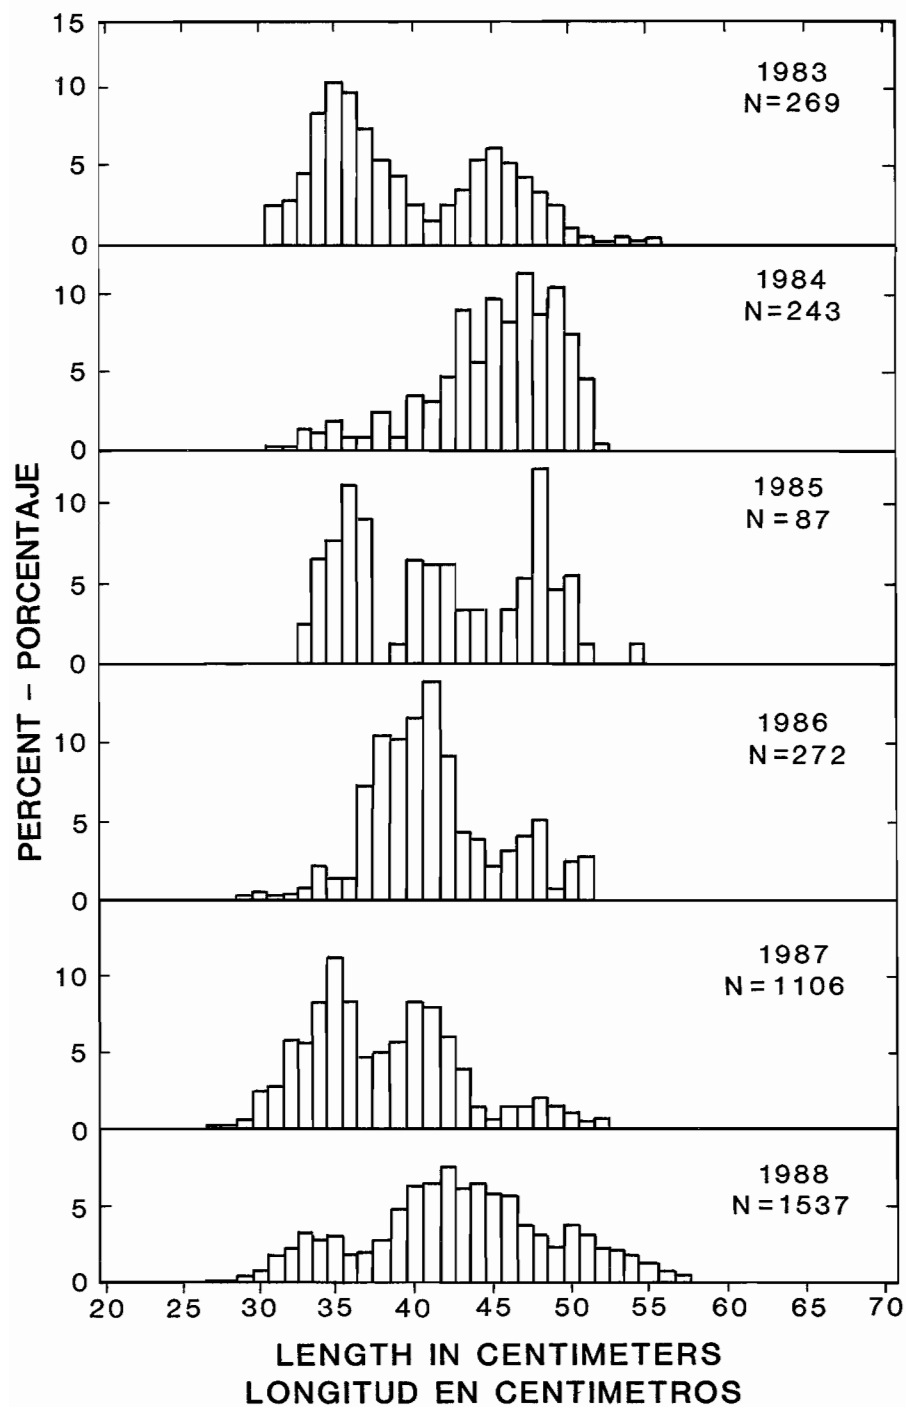 PERCENT – PORCENTAJE
15
10
5
0
1983
N=269
10
5
0
1984
N=243
10
5
0
1985
N=87
10
5
0
1986
N=272
10
5
0
1987
N=1106
5
0
1988
N=1537
20 25 30 35 40 45 50 55 60 65 70
LENGTH IN CENTIMETERS
LONGITUD EN CENTIMETROS